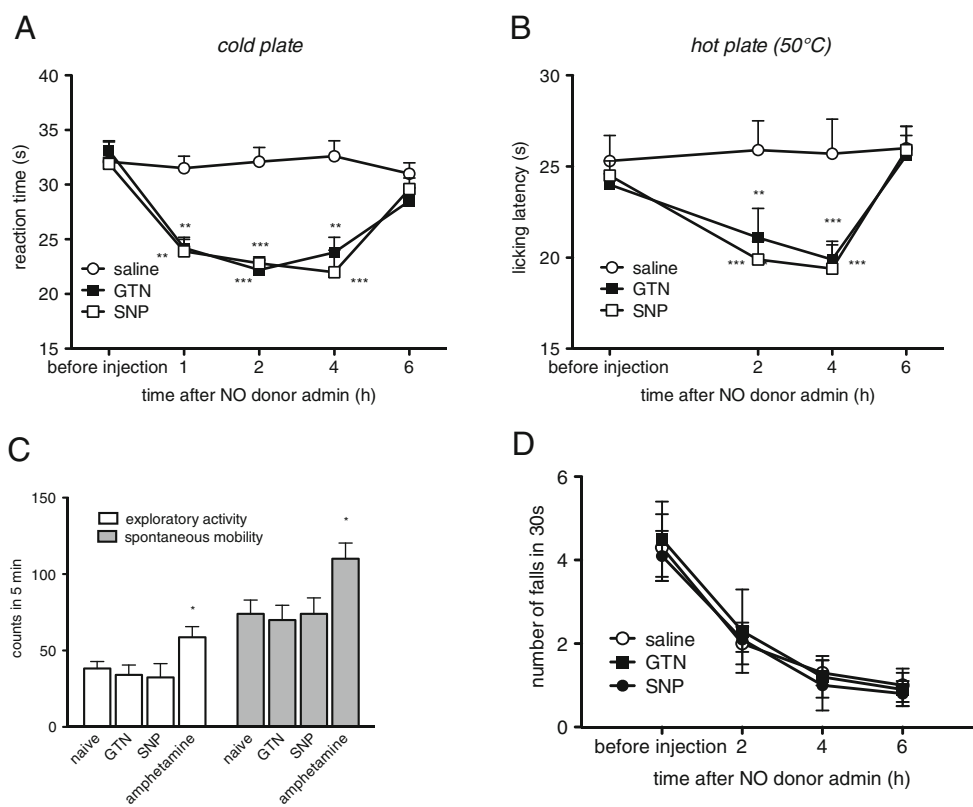 A
cold plate
40
35
30
25
20
15
reaction time (s)
**
**
***
***
**
***
saline
GTN
SNP
before injection 1 2 4 6
time after NO donor admin (h)
B
hot plate (50°C)
30
25
20
15
licking latency (s)
**
***
***
***
saline
GTN
SNP
before injection 2 4 6
time after NO donor admin (h)
C
150
100
50
0
counts in 5 min
exploratory activity
spontaneous mobility
*
*
naive GTN SNP amphetamine naive GTN SNP amphetamine
D
6
4
2
0
number of falls in 30s
saline
GTN
SNP
before injection 2 4 6
time after NO donor admin (h)